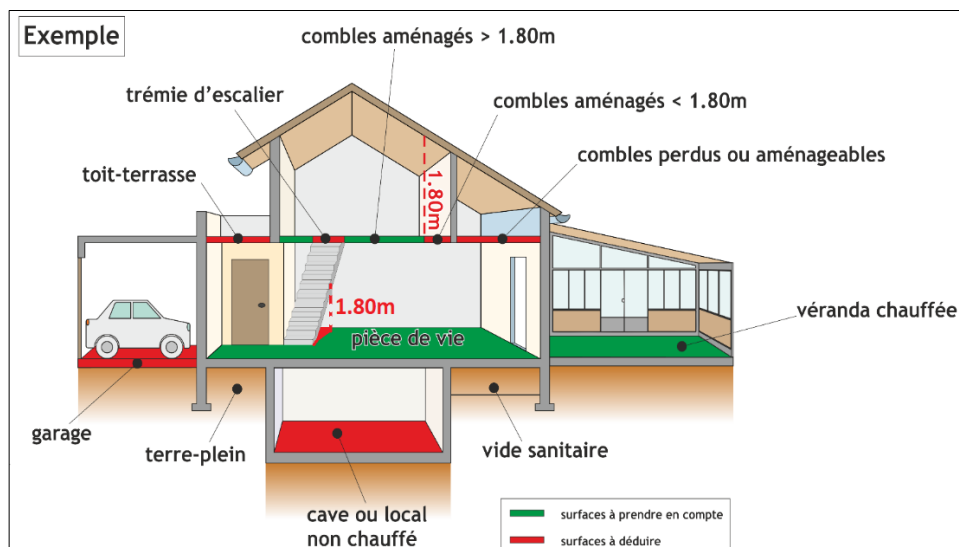 Exemple
combles aménagés > 1.80m
trémie d'escalier
combles aménagés < 1.80m
toit-terrasse
combles perdus ou aménageables
1.80m
1.80m
véranda chauffée
pièce de vie
garage
terre-plein
vide sanitaire
cave ou local
non chauffé
surfaces à prendre en compte
surfaces à déduire